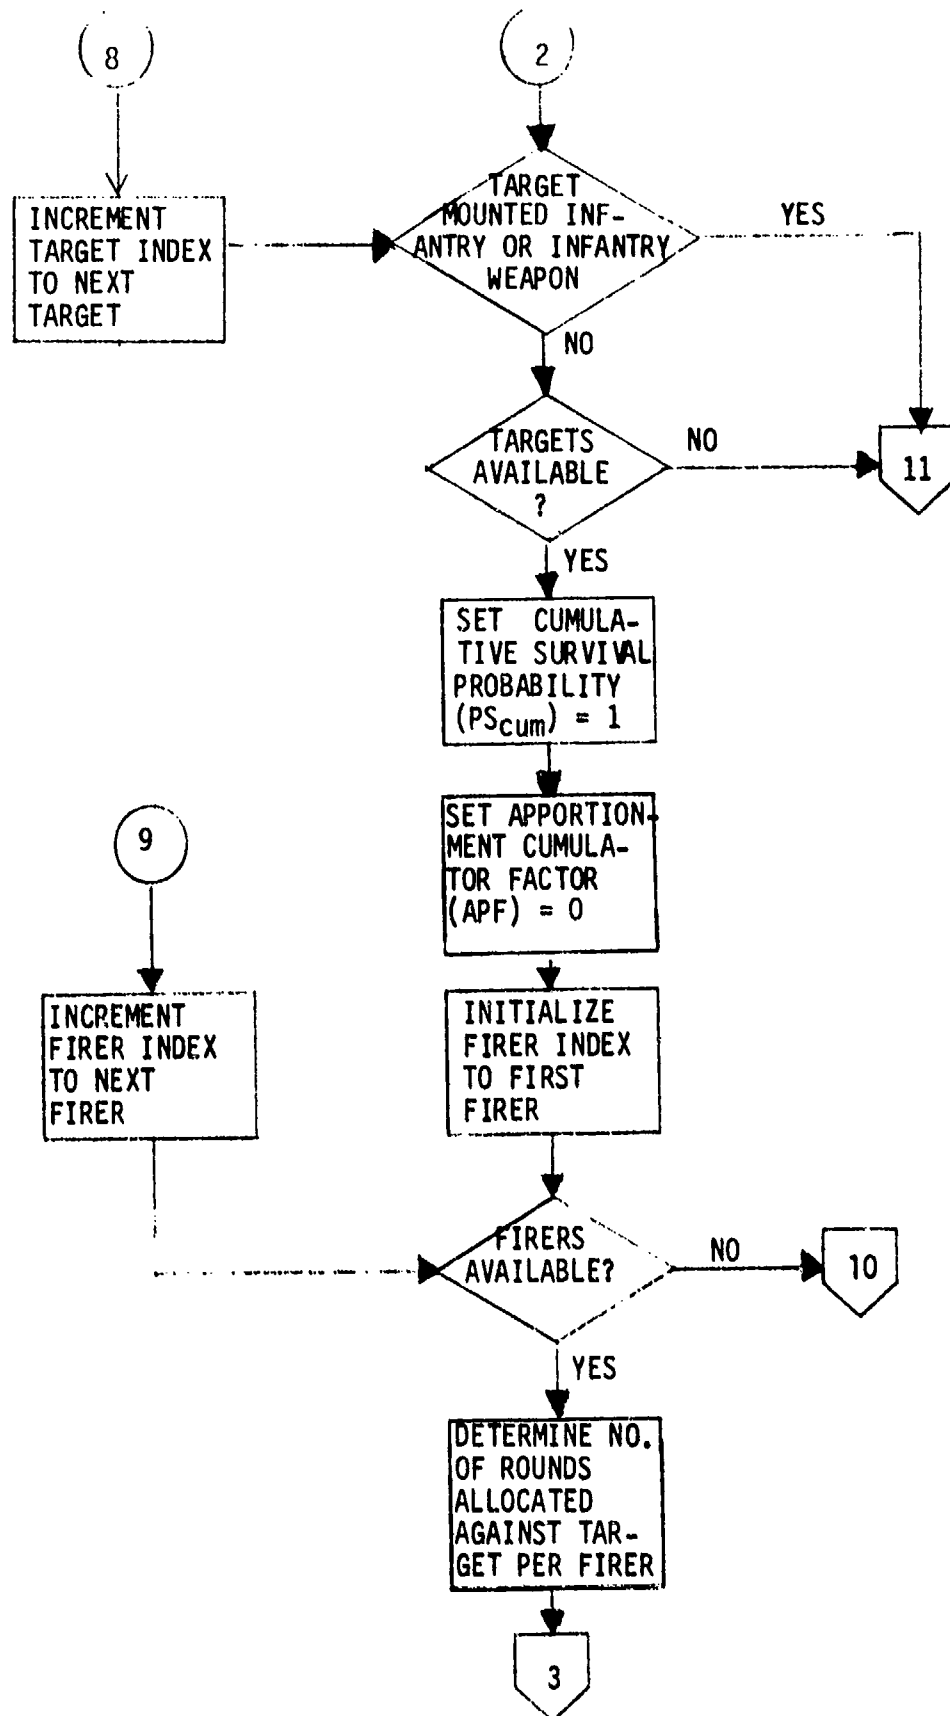 8
2
INCREMENT
TARGET INDEX
TO NEXT
TARGET
TARGET
MOUNTED INF-
ANTRY OR INFANTRY
WEAPON
YES
NO
TARGETS
AVAILABLE
?
NO
11
YES
SET CUMULA-
TIVE SURVIVAL
PROBABILITY
(PScum) = 1
SET APPORTION-
MENT CUMULA-
TOR FACTOR
(APF) = 0
9
INCREMENT
FIRER INDEX
TO NEXT
FIRER
INITIALIZE
FIRER INDEX
TO FIRST
FIRER
FIRERS
AVAILABLE?
NO
10
YES
DETERMINE NO.
OF ROUNDS
ALLOCATED
AGAINST TAR-
GET PER FIRER
3